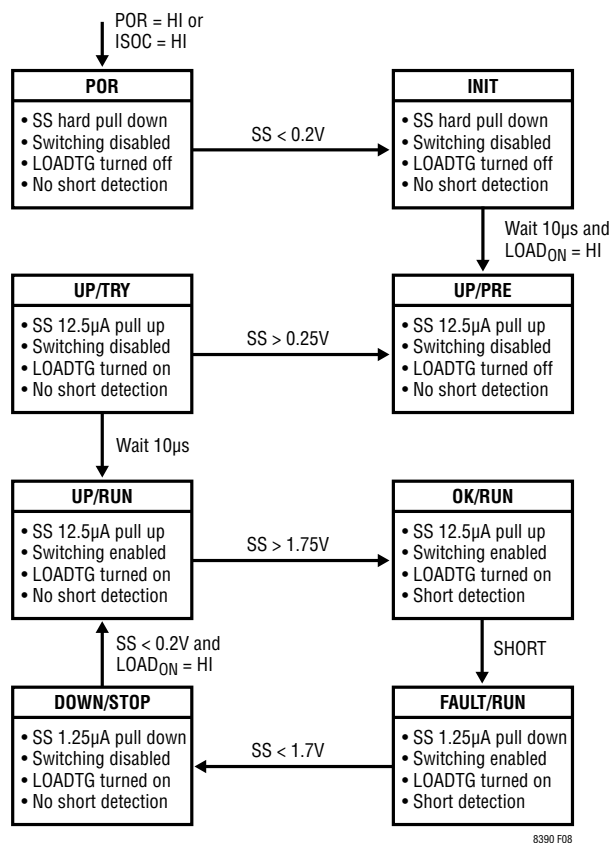 POR = HI or
ISOC = HI
POR
• SS hard pull down
• Switching disabled
• LOADTG turned off
• No short detection
SS < 0.2V
INIT
• SS hard pull down
• Switching disabled
• LOADTG turned off
• No short detection
Wait 10µs and
LOADON = HI
UP/TRY
• SS 12.5µA pull up
• Switching disabled
• LOADTG turned on
• No short detection
SS > 0.25V
UP/PRE
• SS 12.5µA pull up
• Switching disabled
• LOADTG turned off
• No short detection
Wait 10µs
UP/RUN
• SS 12.5µA pull up
• Switching enabled
• LOADTG turned on
• No short detection
SS > 1.75V
OK/RUN
• SS 12.5µA pull up
• Switching enabled
• LOADTG turned on
• Short detection
SS < 0.2V and
LOADON = HI
SHORT
DOWN/STOP
• SS 1.25µA pull down
• Switching disabled
• LOADTG turned on
• No short detection
SS < 1.7V
FAULT/RUN
• SS 1.25µA pull down
• Switching enabled
• LOADTG turned on
• Short detection
8390 F08